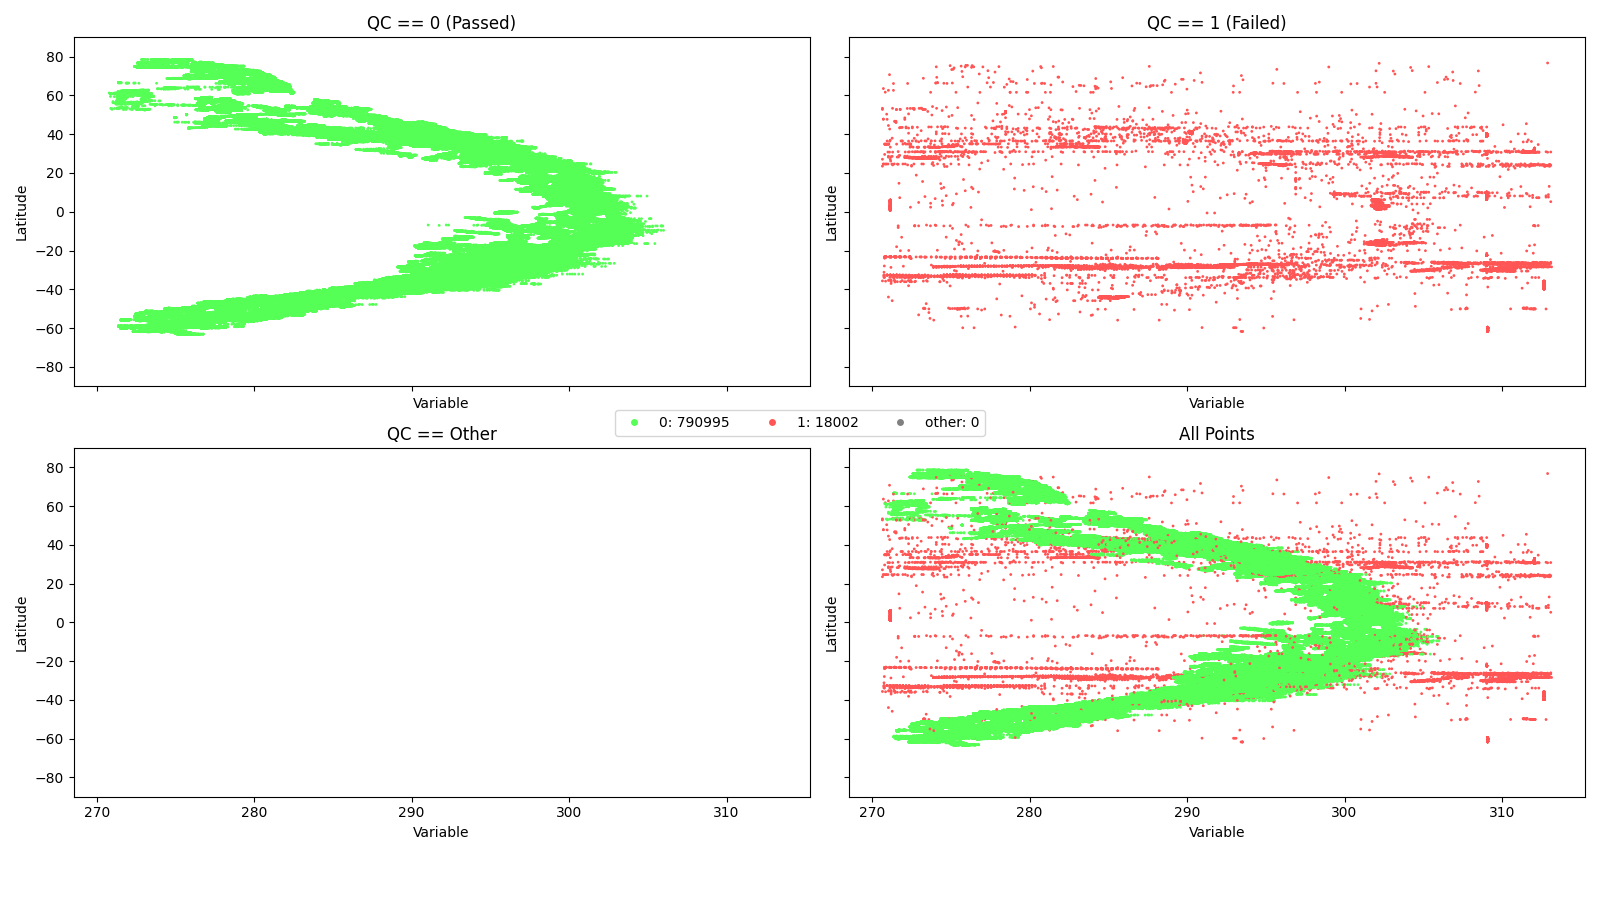 QC == 0 (Passed)
QC == 1 (Failed)
80
60
40
20
0
−20
−40
−60
−80
Latitude
Latitude
Variable
Variable
0: 790995
1: 18002
other: 0
QC == Other
All Points
80
60
40
20
0
−20
−40
−60
−80
Latitude
Latitude
270 280 290 300 310
270 280 290 300 310
Variable
Variable